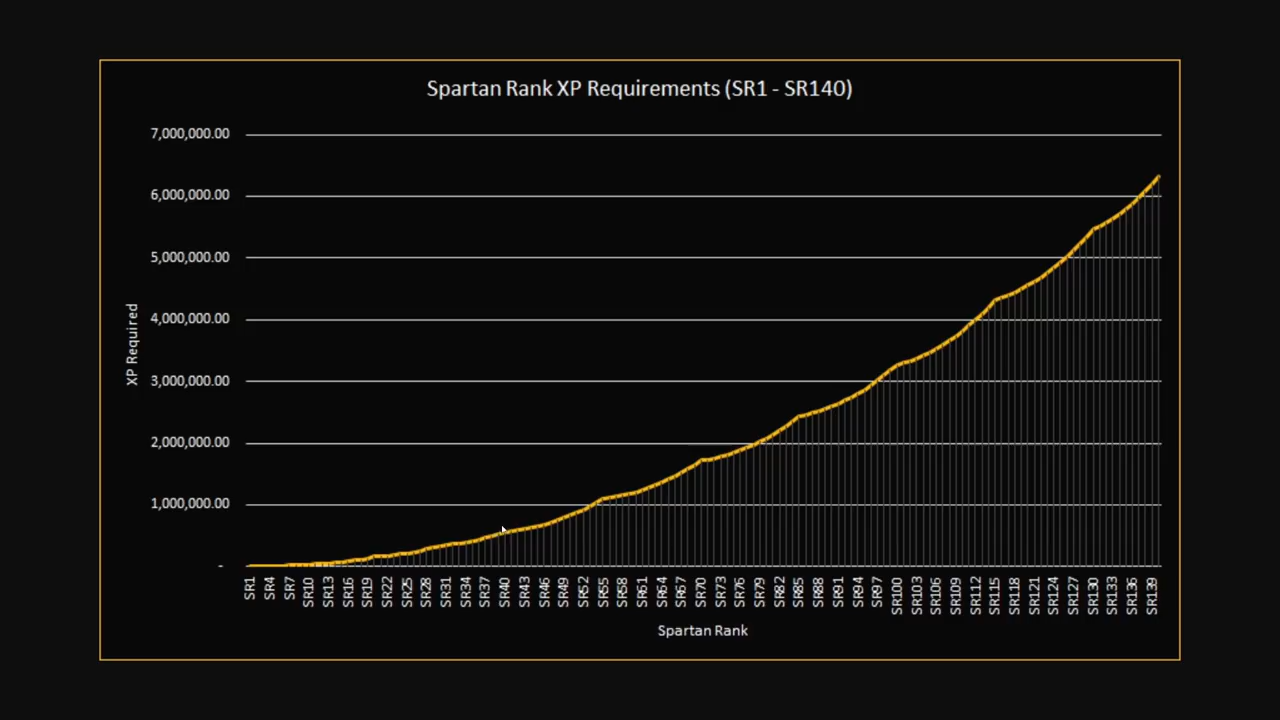 Spartan Rank XP Requirements (SR1 - SR140)
7,000,000.00
6,000,000.00
5,000,000.00
4,000,000.00
3,000,000.00
2,000,000.00
1,000,000.00
-
XP Required
SR1 SR4 SR7 SR10 SR13 SR16 SR19 SR22 SR25 SR28 SR31 SR34 SR37 SR40 SR43 SR46 SR49 SR52 SR55 SR58 SR61 SR64 SR67 SR70 SR73 SR76 SR79 SR82 SR85 SR88 SR91 SR94 SR97 SR100 SR103 SR106 SR109 SR112 SR115 SR118 SR121 SR124 SR127 SR130 SR133 SR136 SR139
Spartan Rank